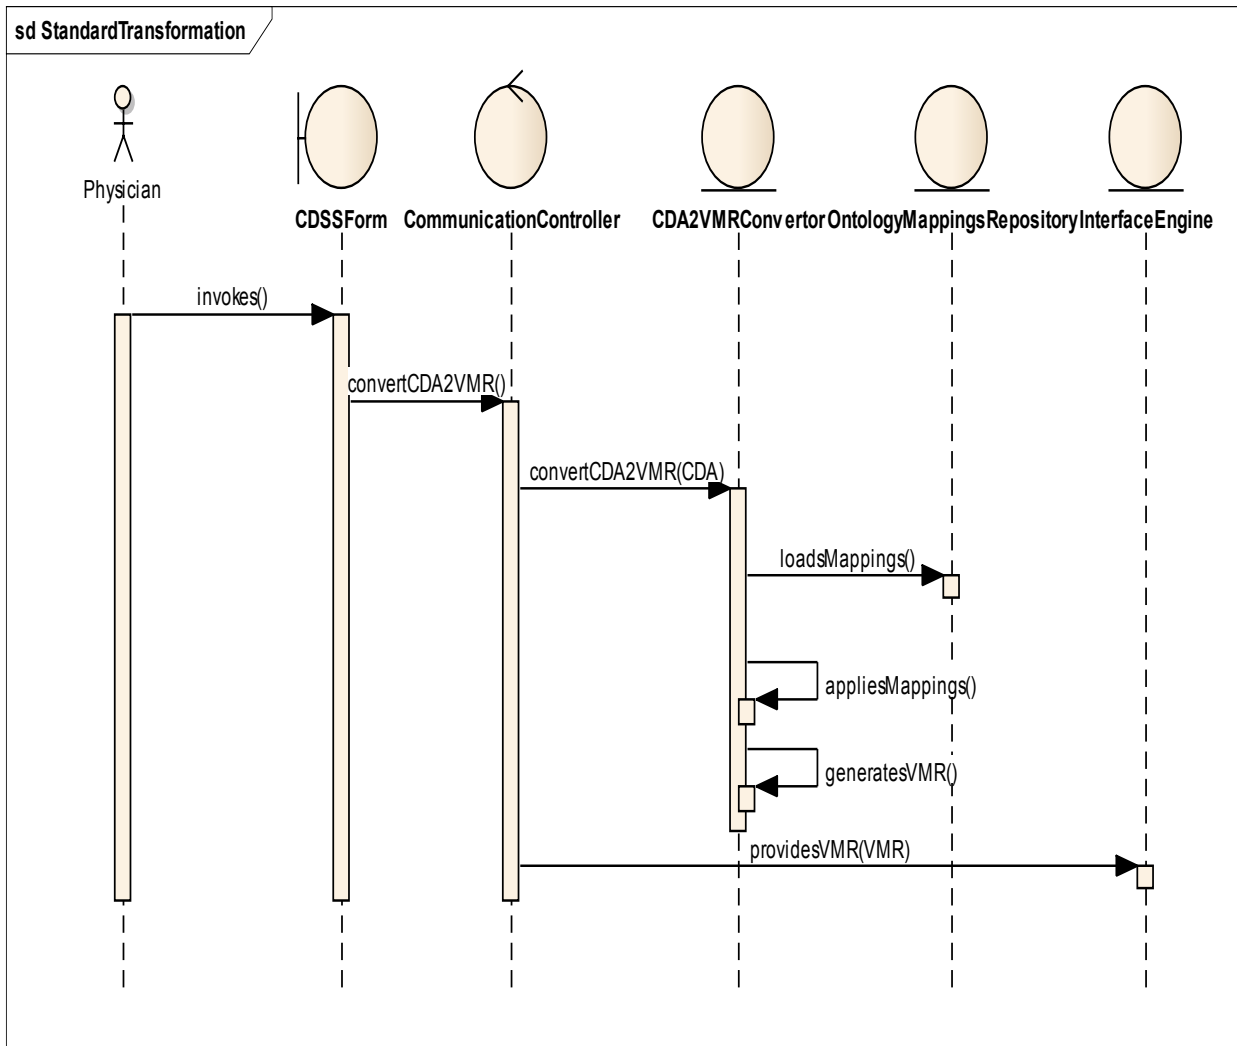 sd StandardTransformation
Physician
CDSSForm CommunicationController CDA2VMRConvertor OntologyMappingsRepository InterfaceEngine
invokes()
convertCDA2VMR()
convertCDA2VMR(CDA)
loadsMappings()
appliesMappings()
generatesVMR()
providesVMR(VMR)